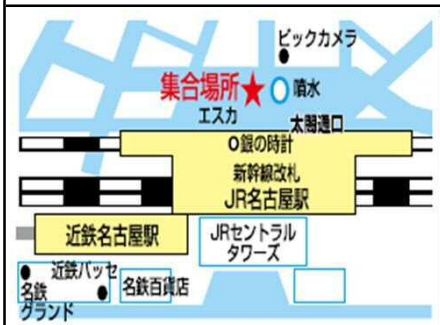 ビックカメラ
集合場所★
噴水
エスカ
太閤通口
○銀の時計
新幹線改札
JR名古屋駅
近鉄名古屋駅
JRセントラル
タワーズ
近鉄パッセ
名鉄
グランド
名鉄百貨店